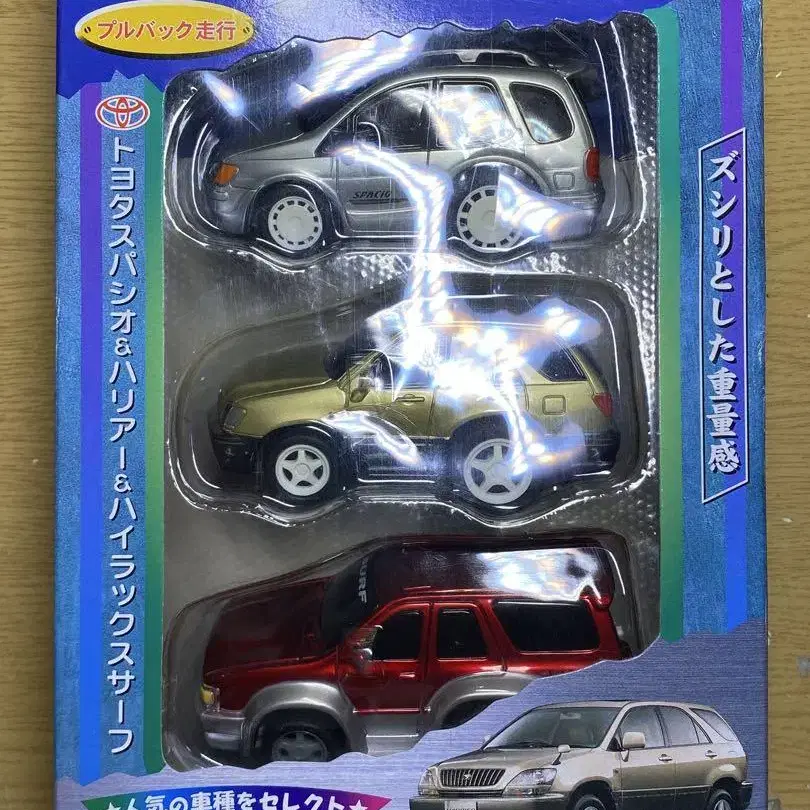 プルバック走行
トヨタスパシオ&ハリアー&ハイラックスサーフ
ズシリとした重量感
SPACIO
URF
★人気の車種をセレクト★